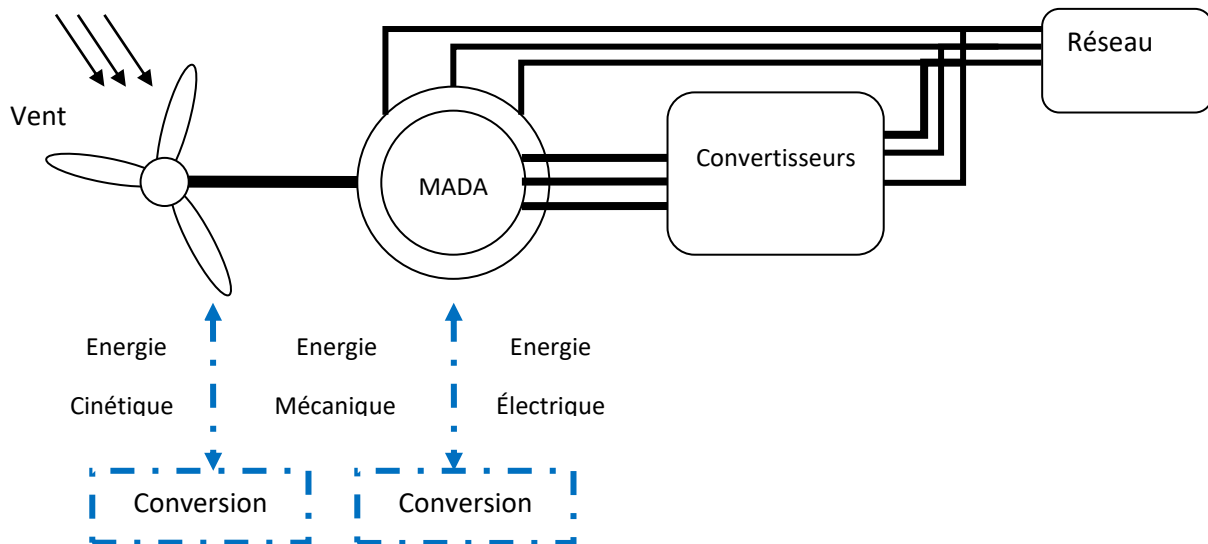 Vent
Réseau
MADA
Convertisseurs
Energie
Cinétique
Energie
Mécanique
Energie
Électrique
Conversion
Conversion